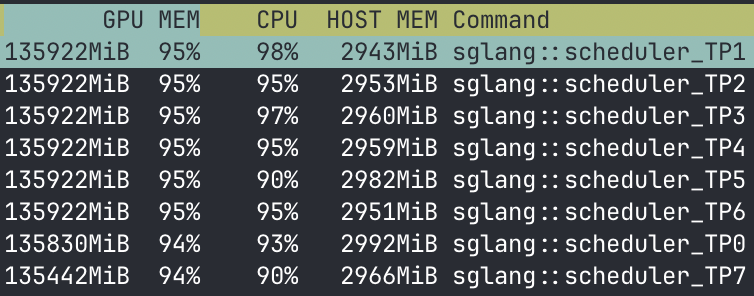 GPU MEM CPU HOST MEM Command
135922MiB 95% 98% 2943MiB sglang::scheduler_TP1
135922MiB 95% 95% 2953MiB sglang::scheduler_TP2
135922MiB 95% 97% 2960MiB sglang::scheduler_TP3
135922MiB 95% 95% 2959MiB sglang::scheduler_TP4
135922MiB 95% 90% 2982MiB sglang::scheduler_TP5
135922MiB 95% 95% 2951MiB sglang::scheduler_TP6
135830MiB 94% 93% 2992MiB sglang::scheduler_TP0
135442MiB 94% 90% 2966MiB sglang::scheduler_TP7